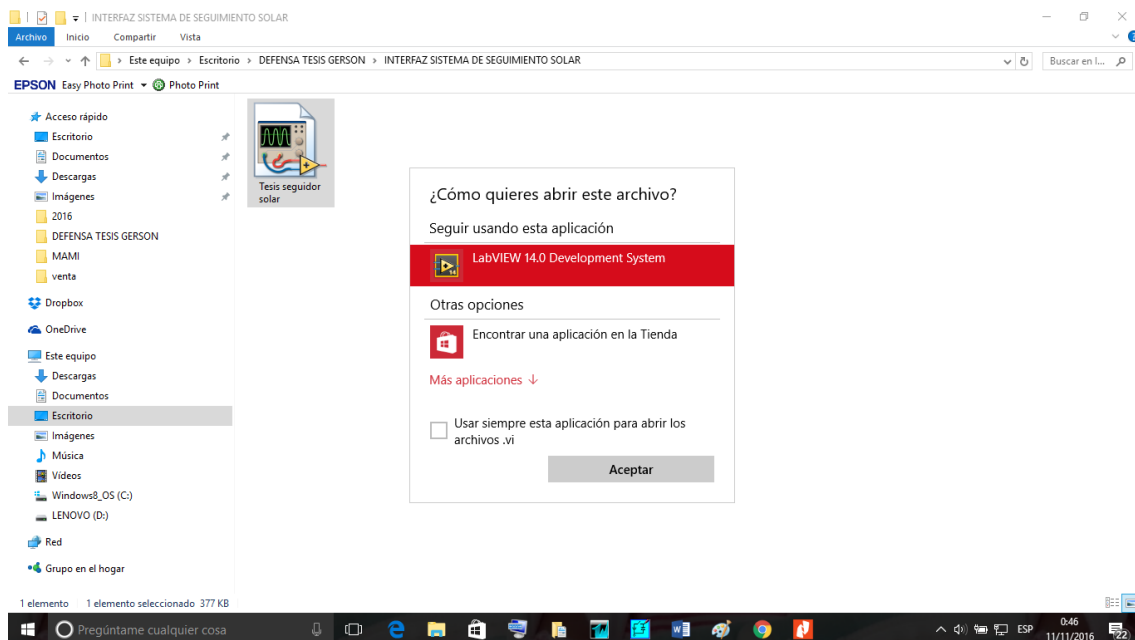 INTERFAZ SISTEMA DE SEGUIMIENTO SOLAR
Archivo Inicio Compartir Vista
Este equipo > Escritorio > DEFENSA TESIS GERSON > INTERFAZ SISTEMA DE SEGUIMIENTO SOLAR
Buscar en I...
EPSON Easy Photo Print Photo Print
Acceso rápido
Escritorio
Documentos
Descargas
Imágenes
2016
DEFENSA TESIS GERSON
MAMI
venta
Dropbox
OneDrive
Este equipo
Descargas
Documentos
Escritorio
Imágenes
Música
Vídeos
Windows8_OS (C:)
LENOVO (D:)
Red
Grupo en el hogar
Tesis seguidor
solar
¿Cómo quieres abrir este archivo?
Seguir usando esta aplicación
LabVIEW 14.0 Development System
14
Otras opciones
Encontrar una aplicación en la Tienda
Más aplicaciones
Usar siempre esta aplicación para abrir los
archivos .vi
Aceptar
1 elemento 1 elemento seleccionado 377 KB
Pregúntame cualquier cosa
ESP
0:46
11/11/2016
22